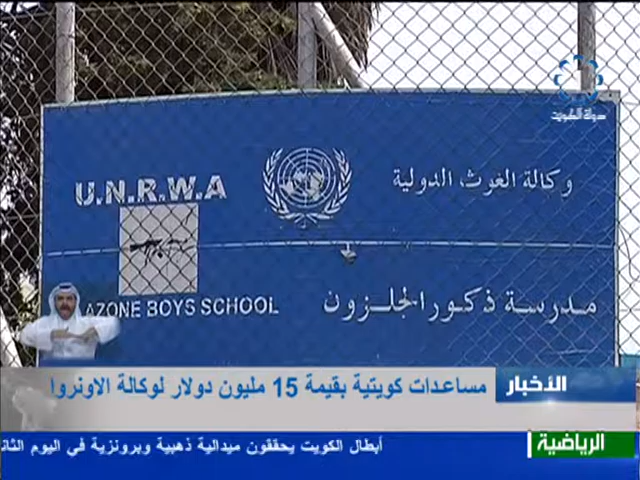 دولة الكويت
U.N.R.W.A
وكالة الغوث الدولية
AZONE BOYS SCHOOL
مدرسة ذكور الجلزون
الأخبار
مساعدات كويتية بقيمة 15 مليون دولار لوكالة الاونروا
الرياضية
أبطال الكويت يحققون ميدالية ذهبية وبرونزية في اليوم الثان